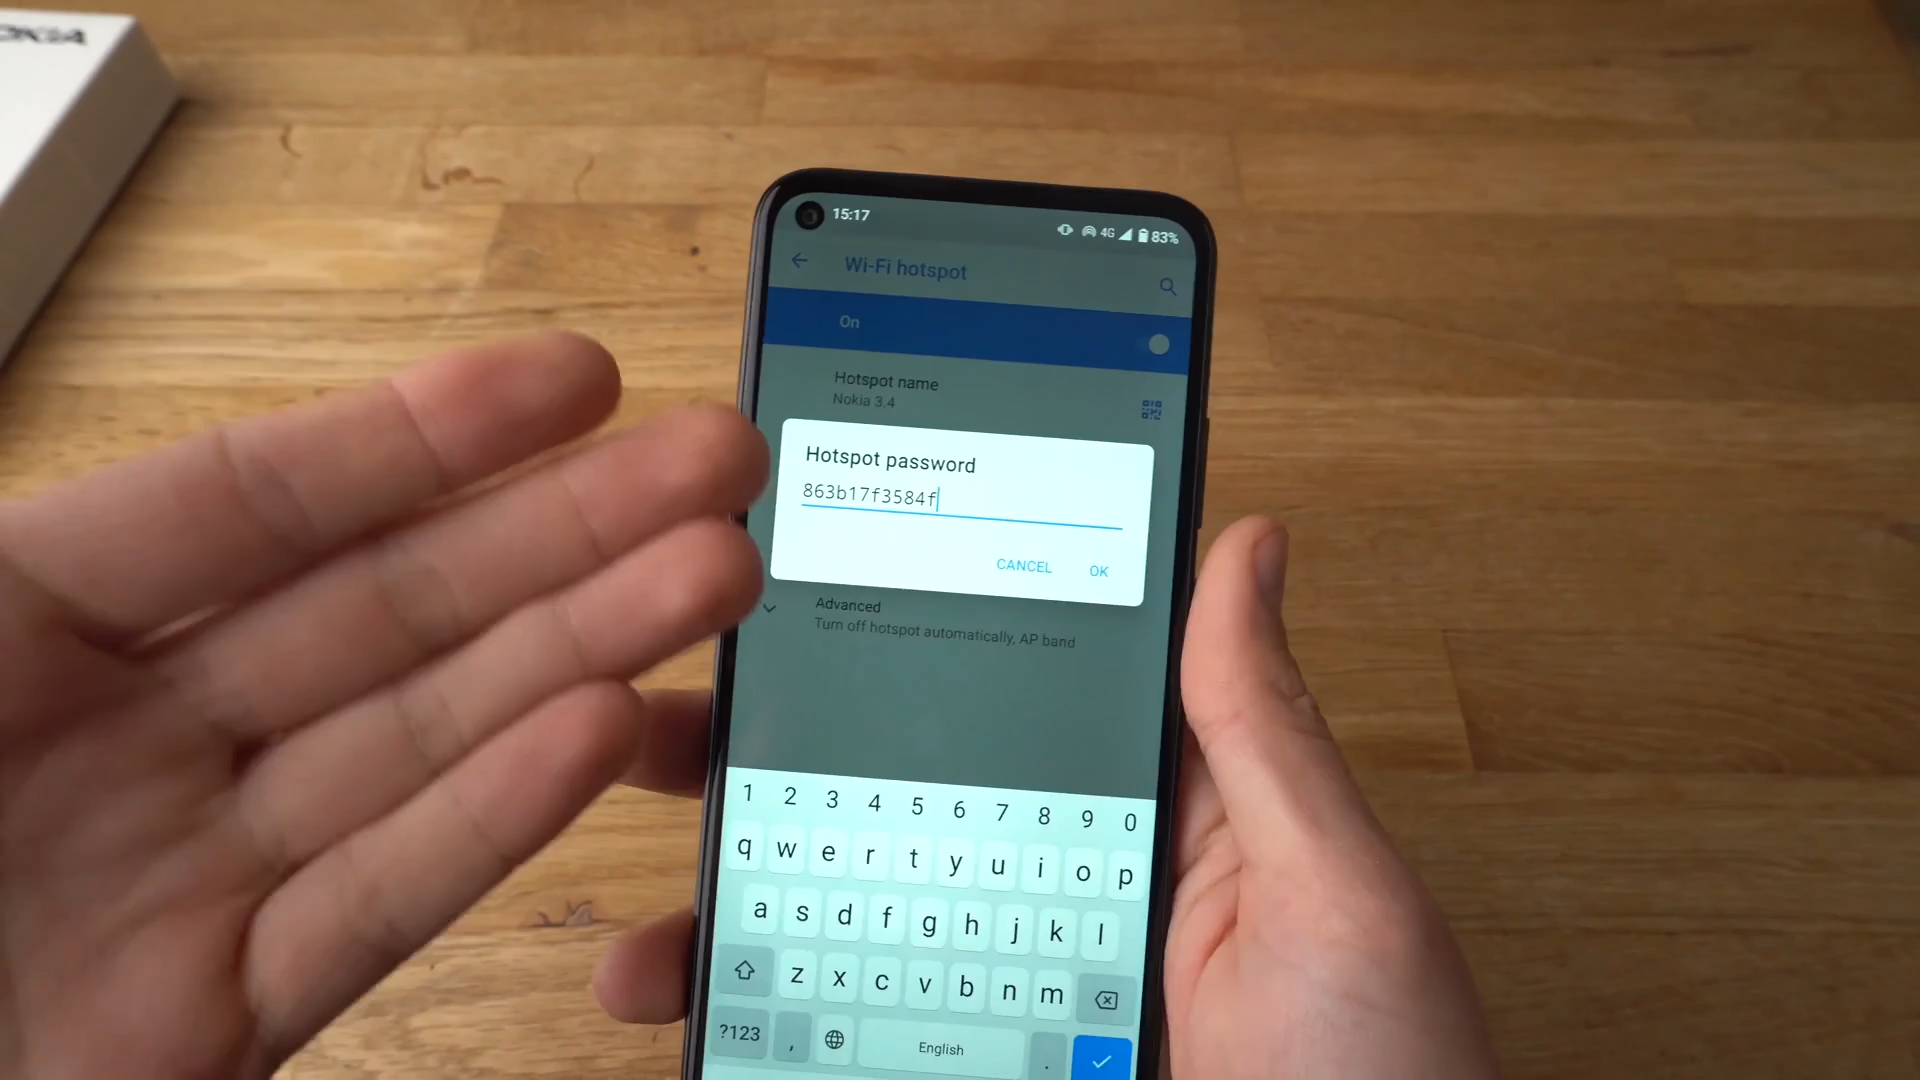 NOKIA
15:17
4G 83%
Wi-Fi hotspot
On
Hotspot name
Nokia 3.4
Hotspot password
863b17f3584f
CANCEL OK
Advanced
Turn off hotspot automatically, AP band
1 2 3 4 5 6 7 8 9 0
q w e r t y u i o p
a s d f g h j k l
z x c v b n m
?123 , English .